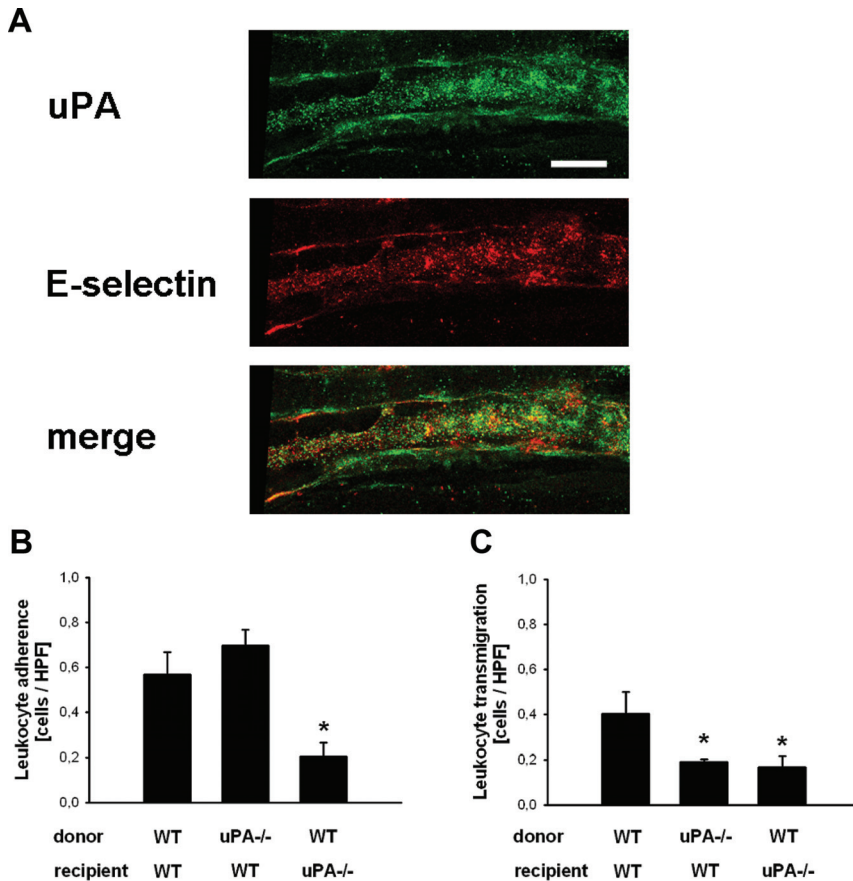 A
uPA
E-selectin
merge
B
Leukocyte adherence
[cells / HPF]
1,0
0,8
0,6
0,4
0,2
0,0
*
donor WT uPA-/- WT
recipient WT WT uPA-/-
C
Leukocyte transmigration
[cells / HPF]
1,0
0,8
0,6
0,4
0,2
0,0
* *
donor WT uPA-/- WT
recipient WT WT uPA-/-